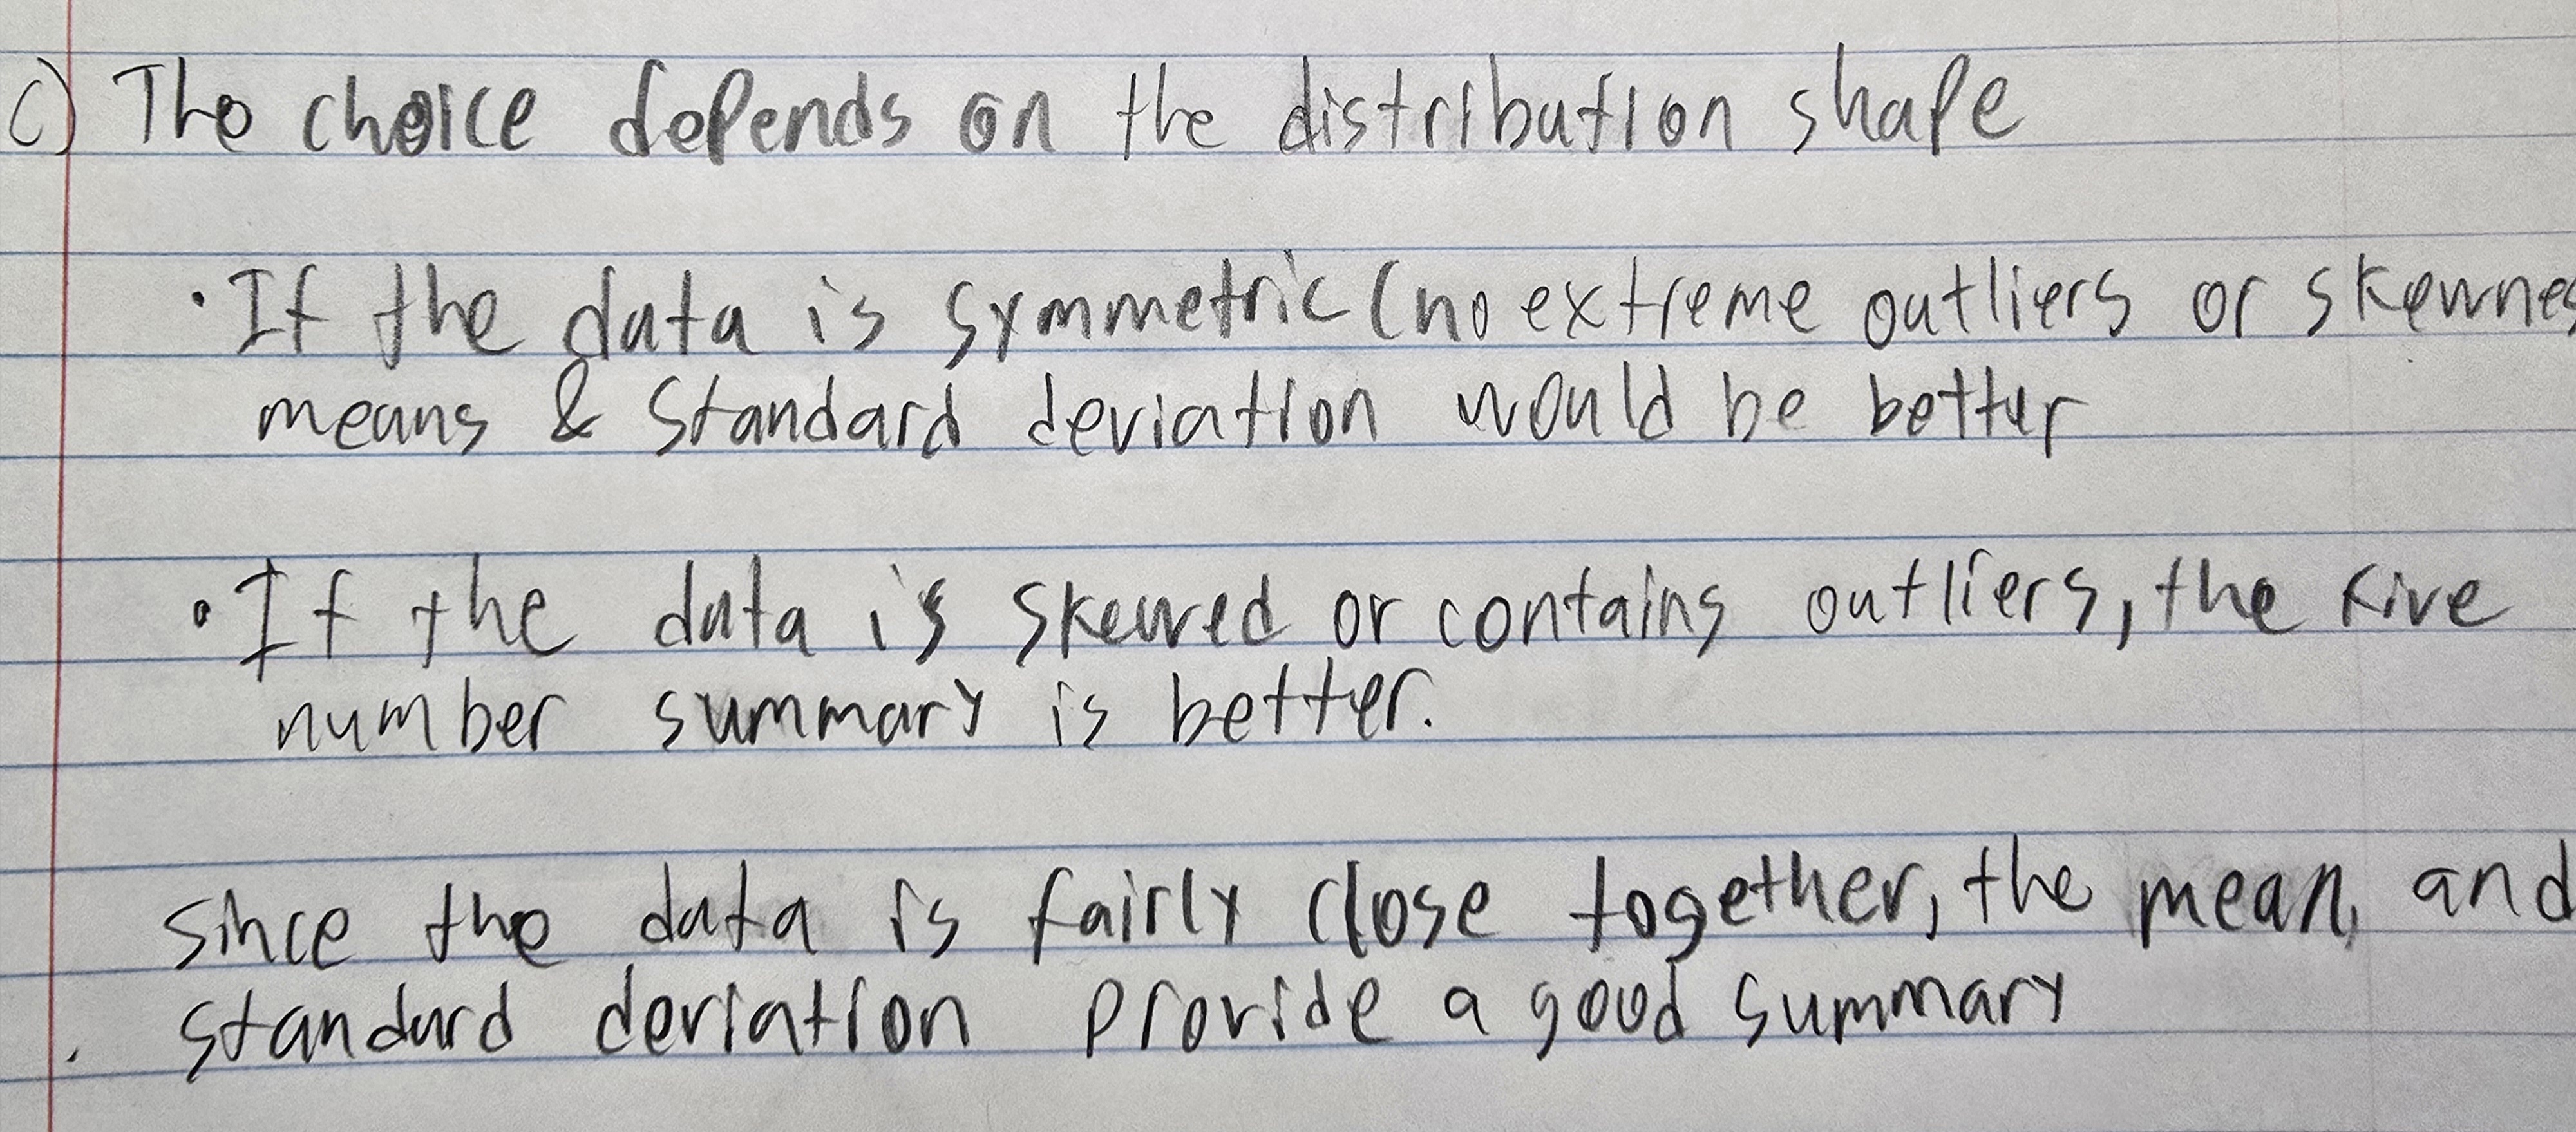 c) The choice depends on the distribution shape
• If the data is symmetric (no extreme outliers or skewnes
means & standard deviation would be better
• If the data is skewed or contains outliers, the five
number summary is better.
since the data is fairly close together, the mean, and
standard deviation provide a good summary